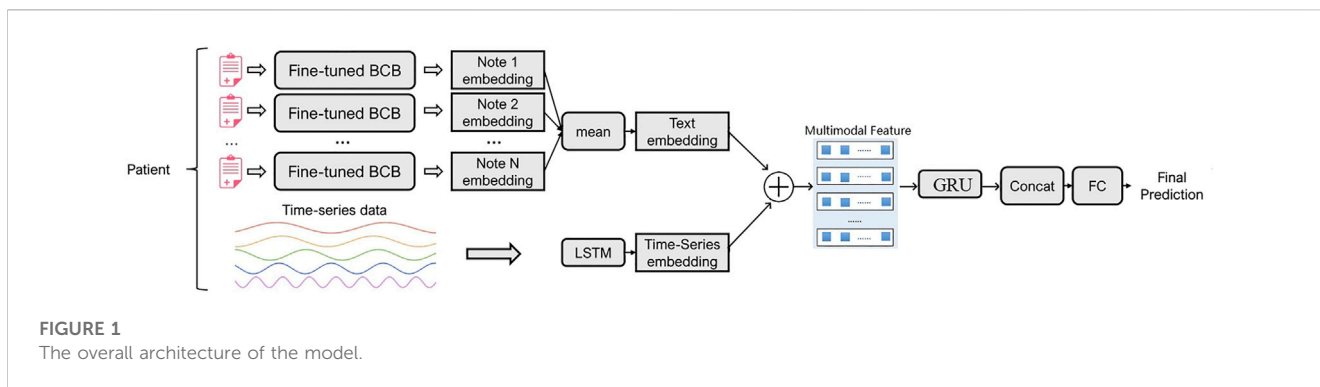 Patient
Fine-tuned BCB
Note 1
embedding
Fine-tuned BCB
Note 2
embedding
...
...
...
Fine-tuned BCB
Note N
embedding
mean
Text
embedding
Time-series data
LSTM
Time-Series
embedding
Multimodal Feature
......
......
......
......
......
GRU
Concat
FC
Final
Prediction
FIGURE 1
The overall architecture of the model.